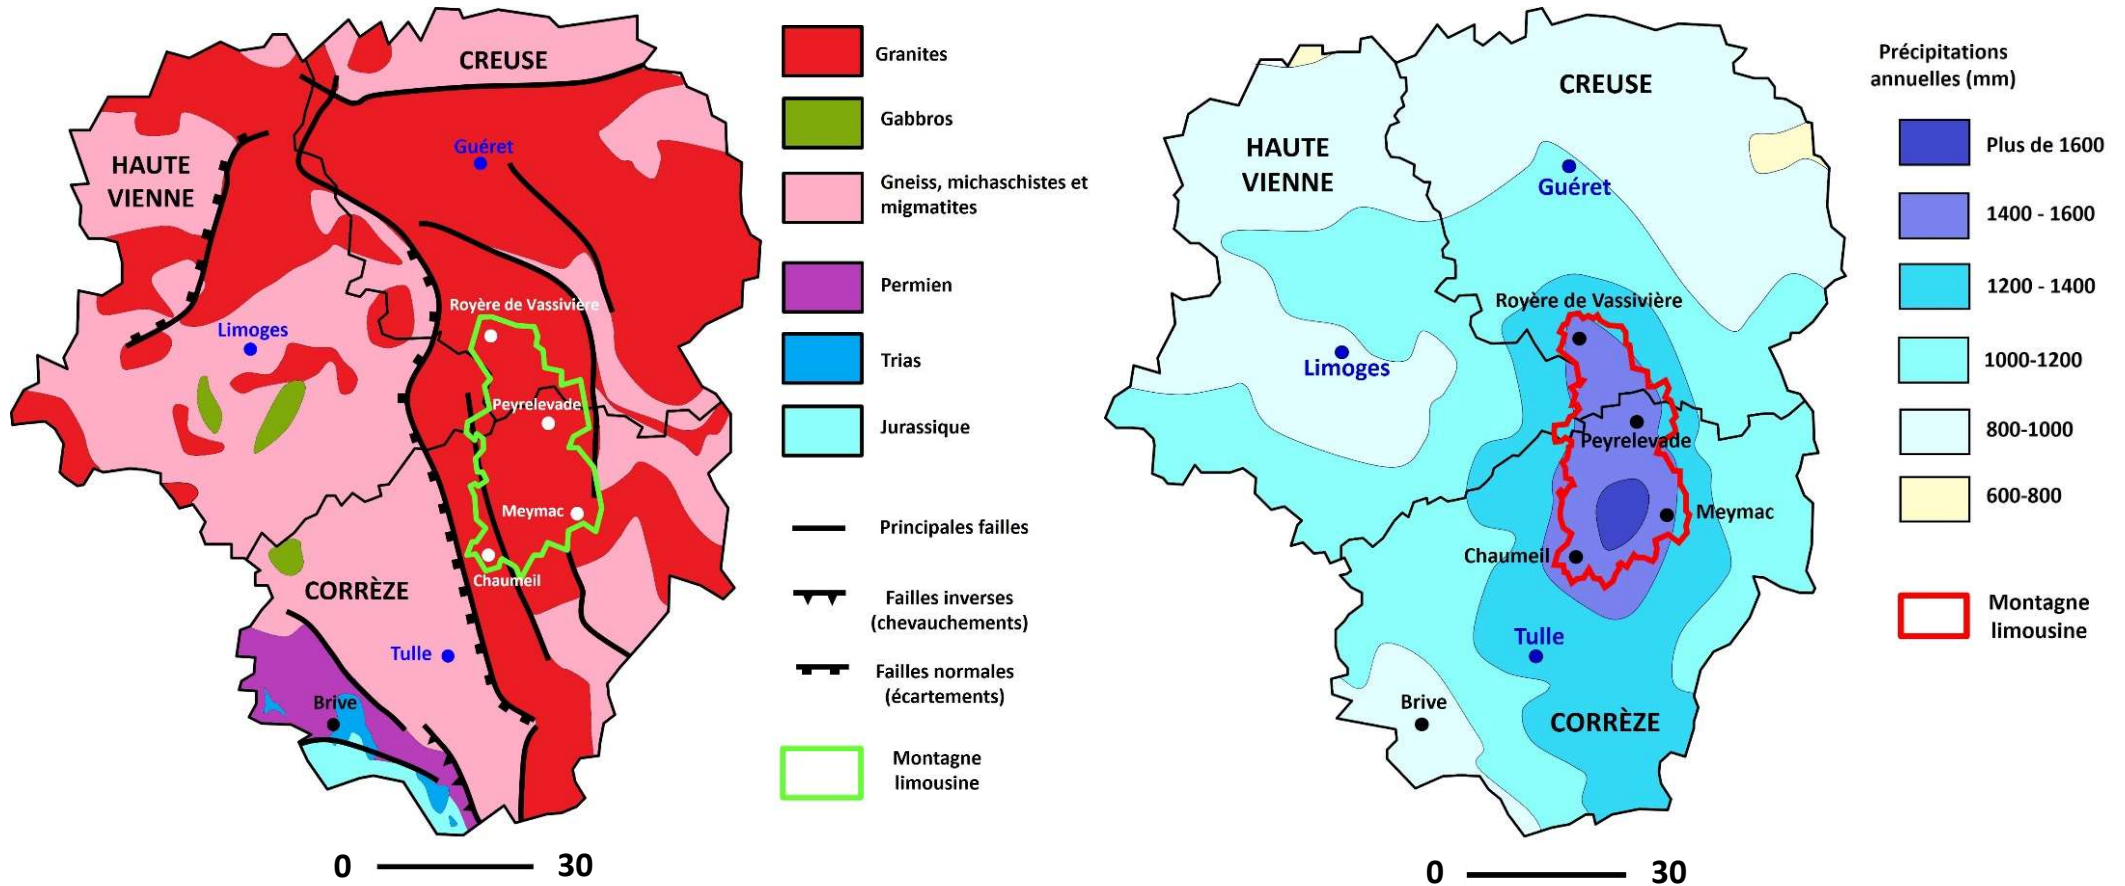 CREUSE
HAUTE
VIENNE
Guéret
Royère de Vassivière
Limoges
Peyrelevade
Meymac
Chaumeil
CORRÈZE
Tulle
Brive
0 30
Granites
Gabbros
Gneiss, michaschistes et
migmatites
Permien
Trias
Jurassique
Principales failles
Failles inverses
(chevauchements)
Failles normales
(écartements)
Montagne
limousine
CREUSE
HAUTE
VIENNE
Guéret
Royère de Vassivière
Limoges
Peyrelevade
Meymac
Chaumeil
Tulle
Brive
CORRÈZE
0 30
Précipitations
annuelles (mm)
Plus de 1600
1400 - 1600
1200 - 1400
1000-1200
800-1000
600-800
Montagne
limousine